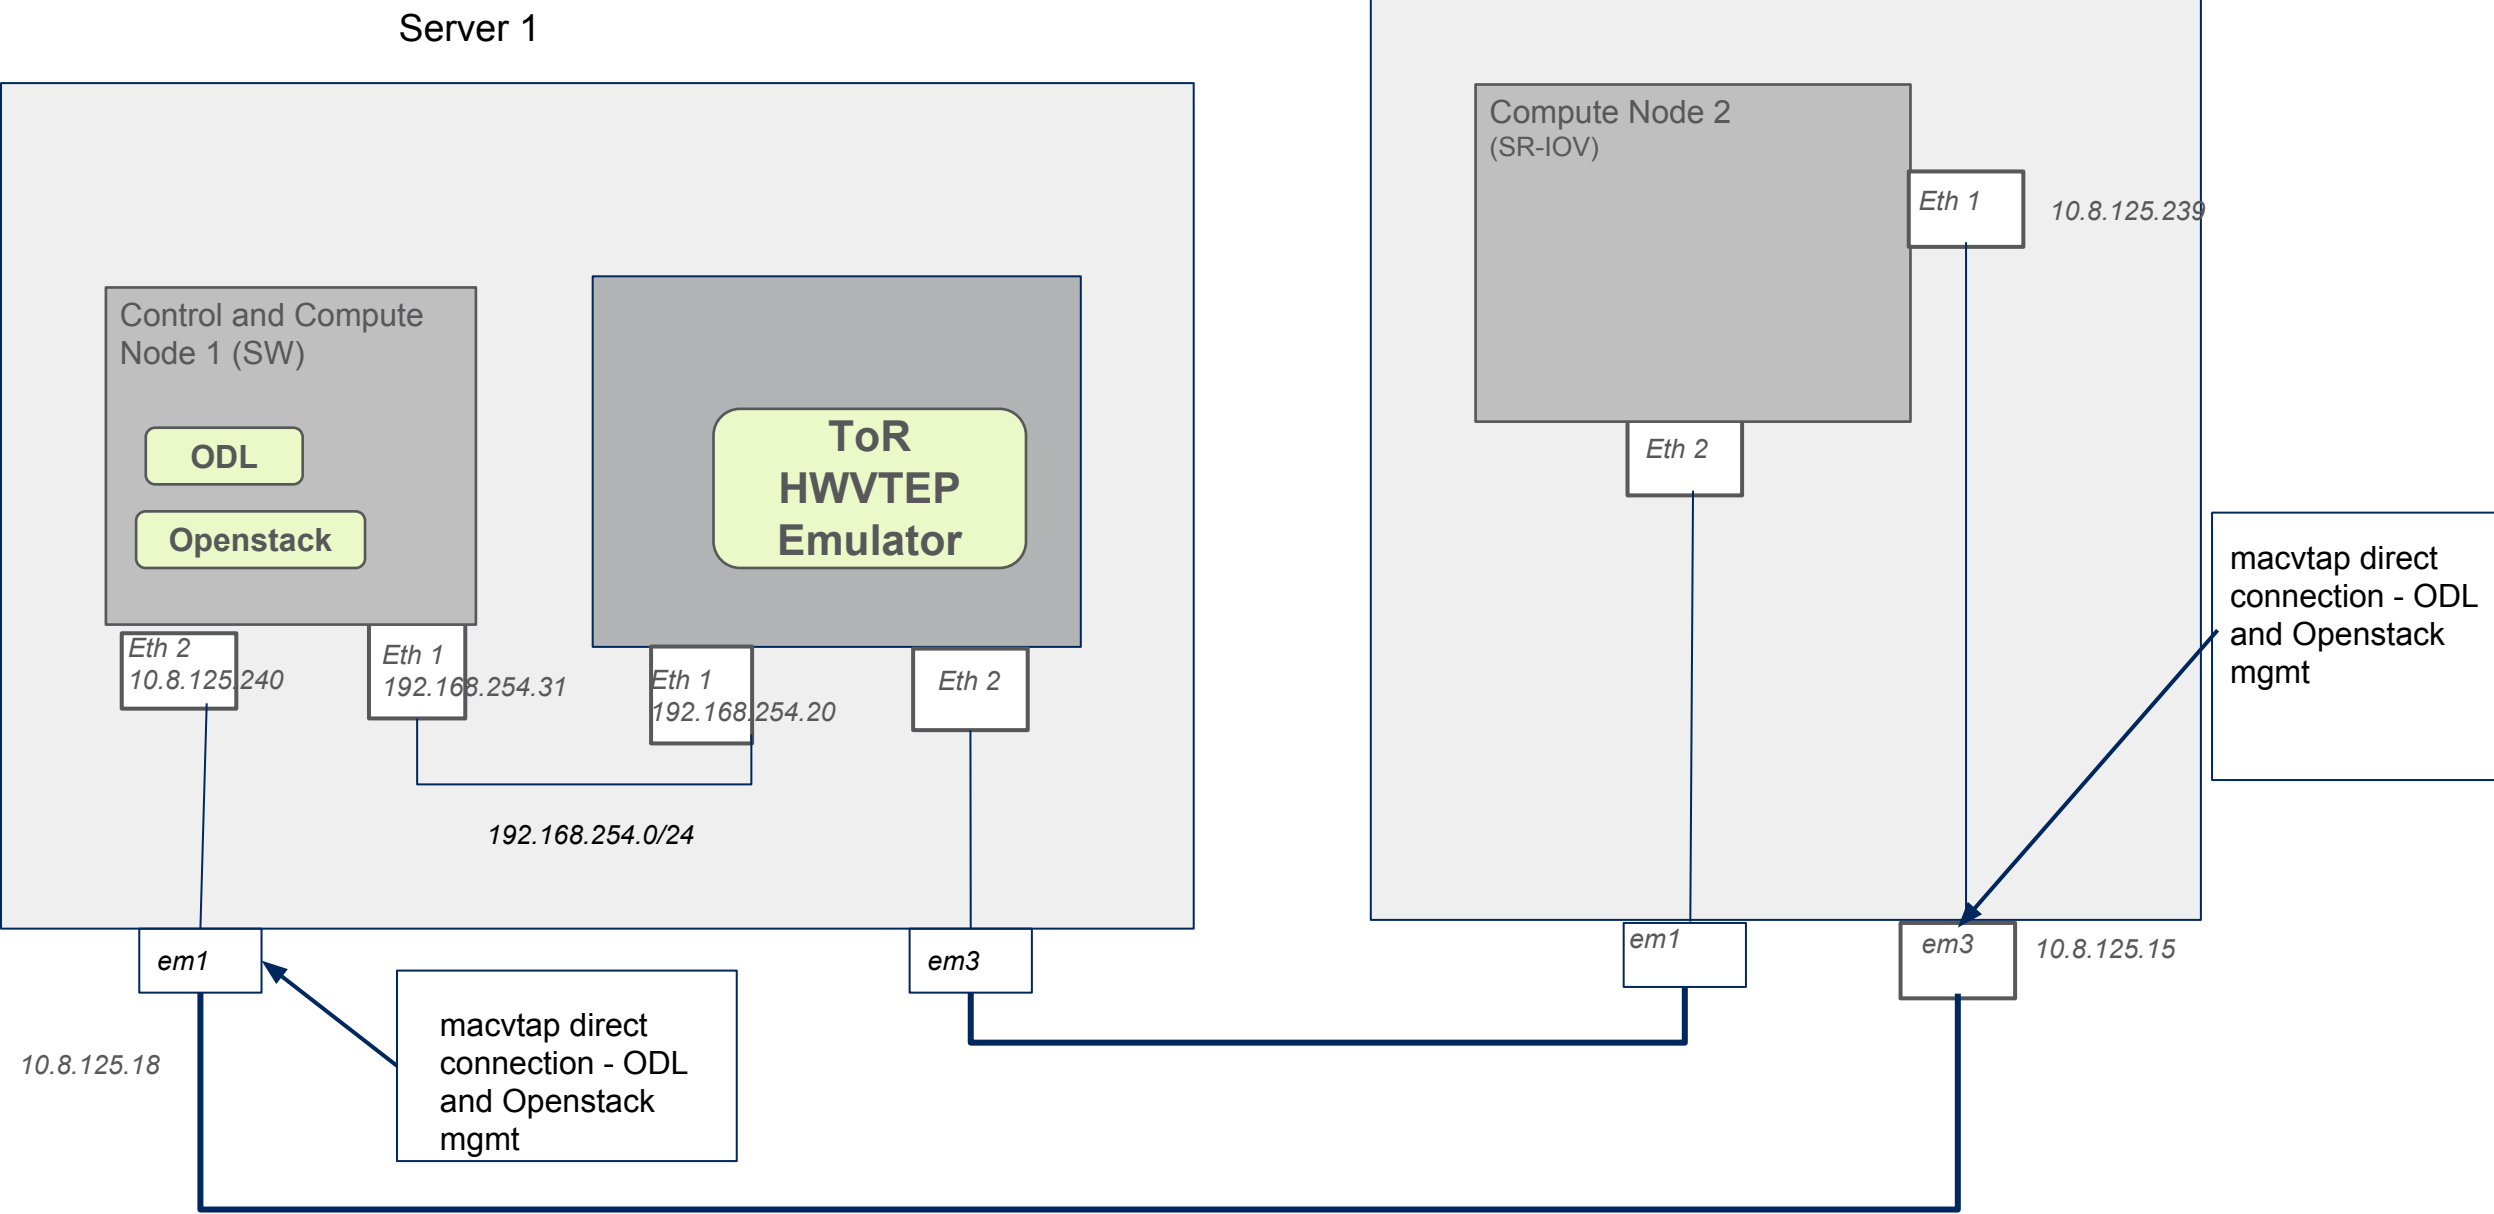 Server 1
Compute Node 2
(SR-IOV)
Eth 1
10.8.125.239
Eth 2
Control and Compute
Node 1 (SW)
ODL
Openstack
ToR
HWVTEP
Emulator
Eth 2
10.8.125.240
Eth 1
192.168.254.31
Eth 1
192.168.254.20
Eth 2
192.168.254.0/24
macvtap direct
connection - ODL
and Openstack
mgmt
em1
em3
em1
em3
10.8.125.15
10.8.125.18
macvtap direct
connection - ODL
and Openstack
mgmt